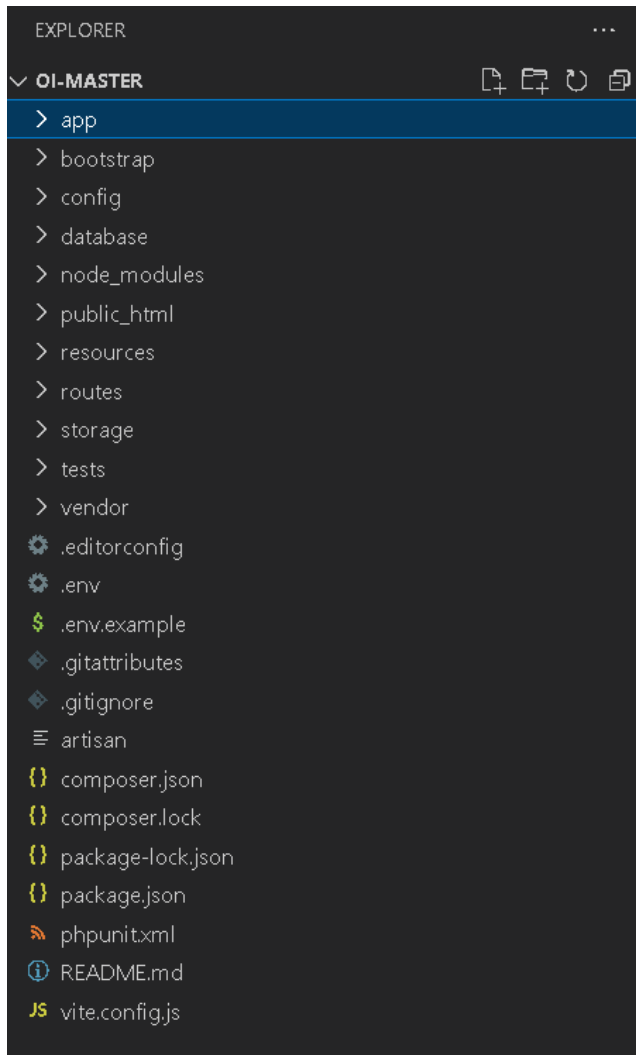 EXPLORER
OI-MASTER
app
bootstrap
config
database
node_modules
public_html
resources
routes
storage
tests
vendor
.editorconfig
.env
$ .env.example
.gitattributes
.gitignore
artisan
{} composer.json
{} composer.lock
{} package-lock.json
{} package.json
phpunit.xml
README.md
JS vite.config.js